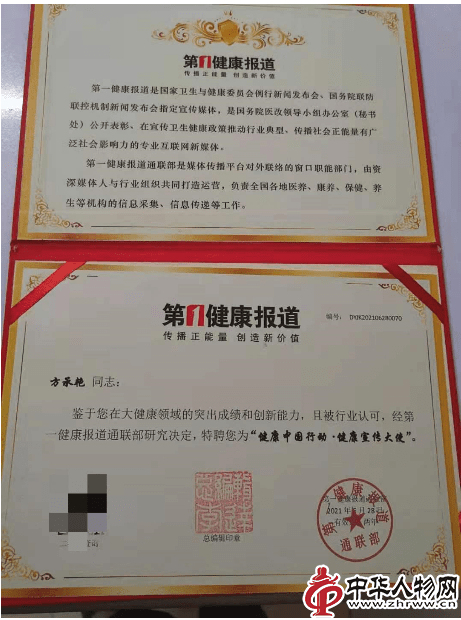 第1健康报道
传播正能量 创造新价值
第一健康报道是国家卫生与健康委员会例行新闻发布会、国务院联防
联控机制新闻发布会指定宣传媒体，是国务院医改领导小组办公室（秘书
处）公开表彰、在宣传卫生健康政策推动行业典型、传播社会正能量有广
泛社会影响力的专业互联网新媒体。
第一健康报道通联部是媒体传播平台对外联络的窗口职能部门，由资
深媒体人与行业组织共同打造运营，负责全国各地医养、康养、保健、养
生等机构的信息采集、信息传递等工作。
第1健康报道
传播正能量 创造新价值
编号：
方承艳 同志：
鉴于您在大健康领域的突出成绩和创新能力，且被行业认可，经第
一健康报道通联部研究决定，特聘您为“健康中国行动·健康宣传大使”。
总编辑印章
第一健康报道
通联部
中华人物网
www.zhrww.cn